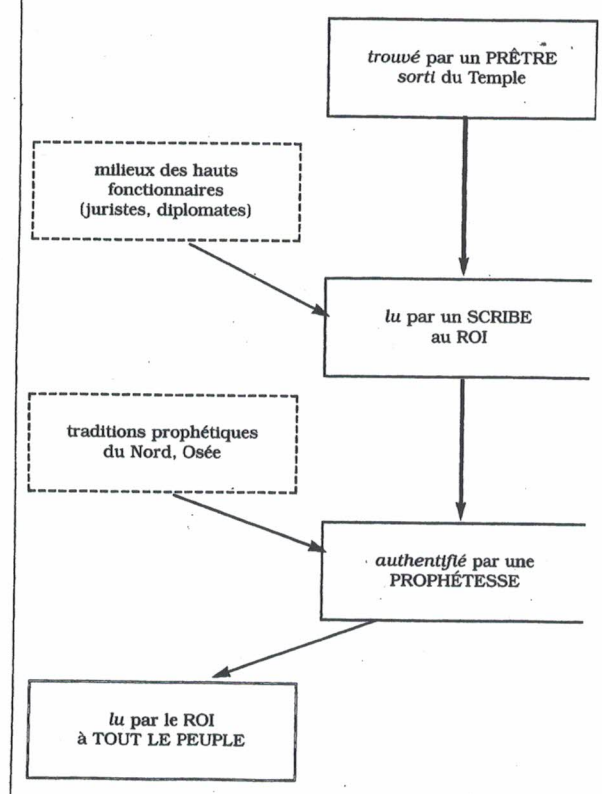 trouvé par un PRÊTRE
sorti du Temple
milieux des hauts
fonctionnaires
(juristes, diplomates)
lu par un SCRIBE
au ROI
traditions prophétiques
du Nord, Osée
authentifié par une
PROPHÉTESSE
lu par le ROI
à TOUT LE PEUPLE